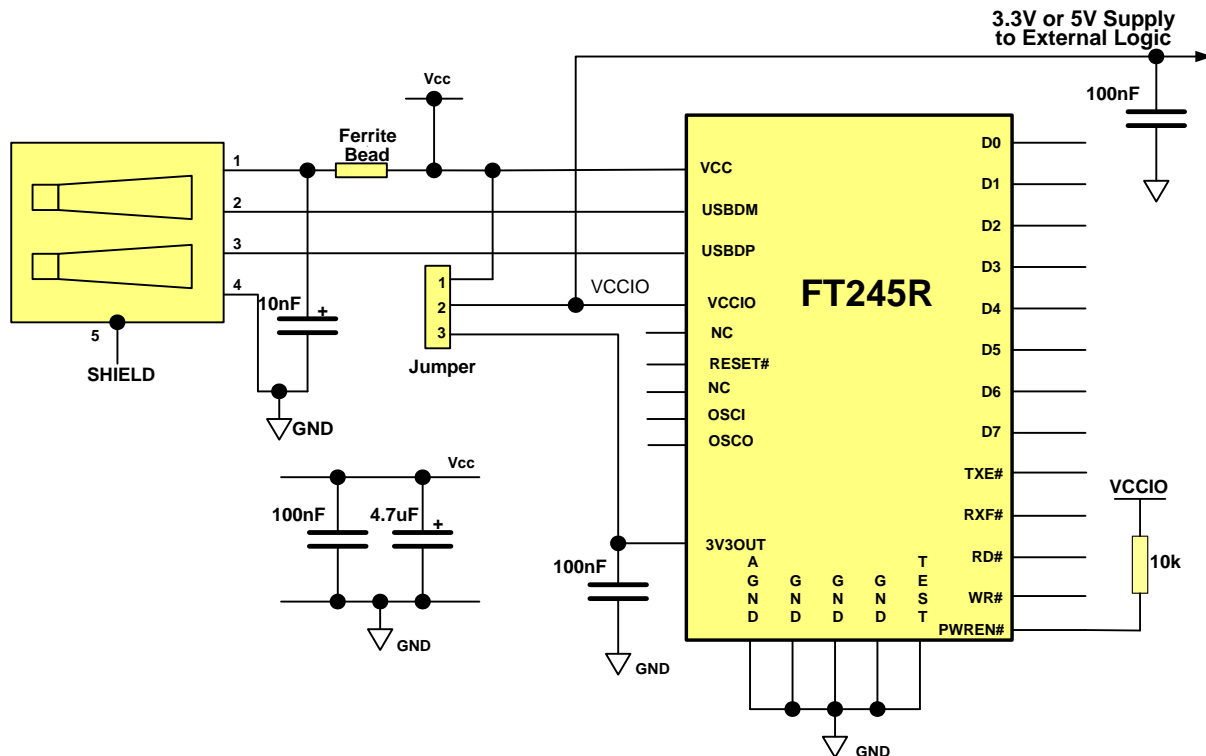 3.3V or 5V Supply
to External Logic
Vcc
100nF
Ferrite
Bead
1
2
3
4
5
SHIELD
10nF
+
GND
1
2
3
Jumper
VCCIO
FT245R
VCC
USBDM
USBDP
VCCIO
NC
RESET#
NC
OSCI
OSCO
3V3OUT
AGND
GND
GND
GND
TEST
D0
D1
D2
D3
D4
D5
D6
D7
TXE#
RXF#
RD#
WR#
PWREN#
VCCIO
10k
Vcc
100nF
4.7uF
+
GND
100nF
GND
GND